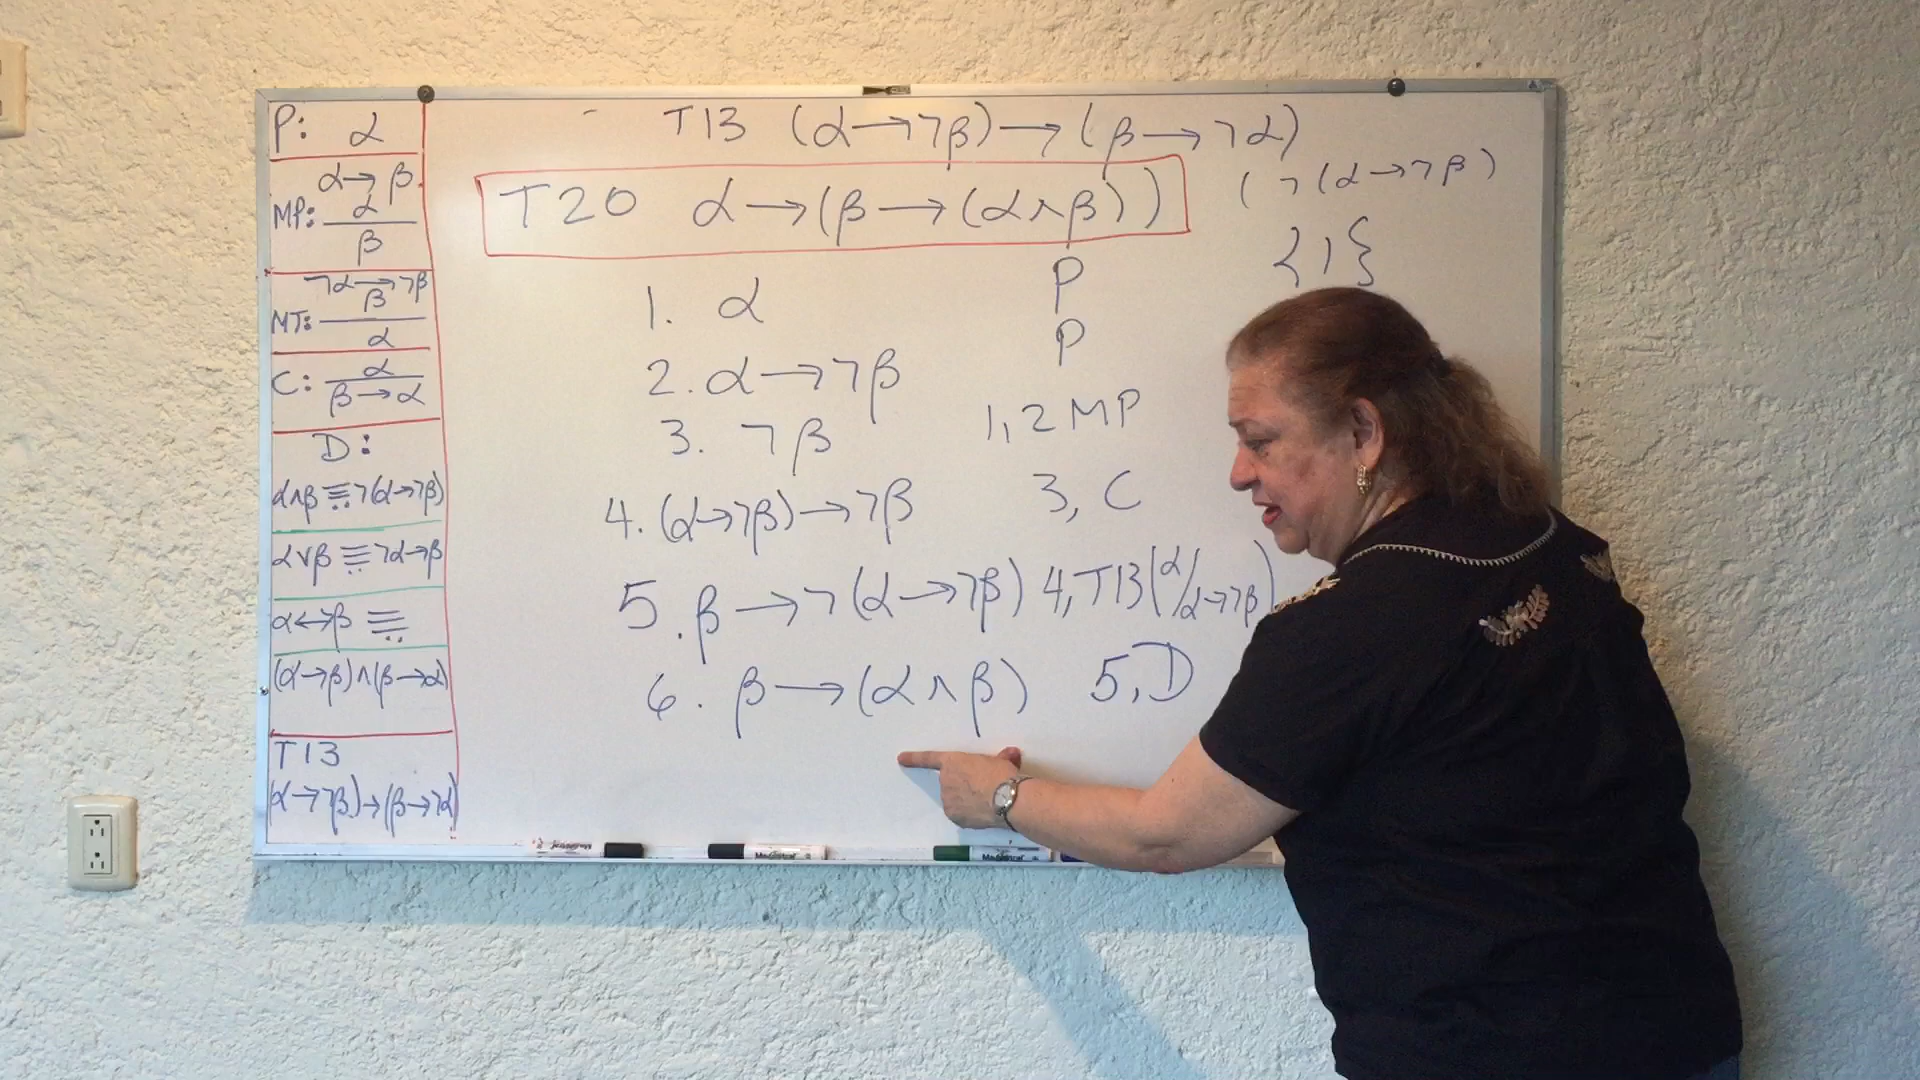 P: α
α→β
MP: α
β
¬α→¬β
β
MT:
α
C: α
β→α
D:
α∧β ≡.. ¬(α→¬β)
α∨β ≡.. ¬α→β
α↔β ≡..
(α→β)∧(β→α)
T13
(α→¬β)→(β→¬α)
T13 (α→¬β)→(β→¬α)
T20 α→(β→(α∧β))
(¬(α→¬β)
{1}
1. α P
2. α→¬β P
3. ¬β 1,2 MP
4. (α→¬β)→¬β 3, C
5. β→¬(α→¬β) 4, T13(α/α→¬β)
6. β→(α∧β) 5, D